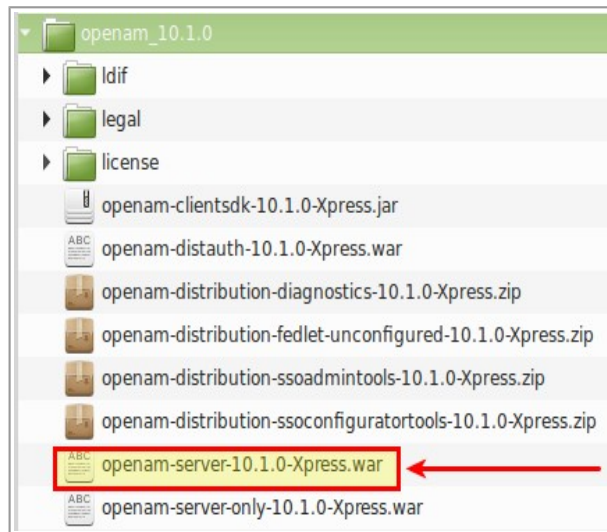 openam_10.1.0
ldif
legal
license
openam-clientsdk-10.1.0-Xpress.jar
ABC
openam-distauth-10.1.0-Xpress.war
openam-distribution-diagnostics-10.1.0-Xpress.zip
openam-distribution-fedlet-unconfigured-10.1.0-Xpress.zip
openam-distribution-ssoadmintools-10.1.0-Xpress.zip
openam-distribution-ssoconfiguratortools-10.1.0-Xpress.zip
ABC
openam-server-10.1.0-Xpress.war
ABC
openam-server-only-10.1.0-Xpress.war